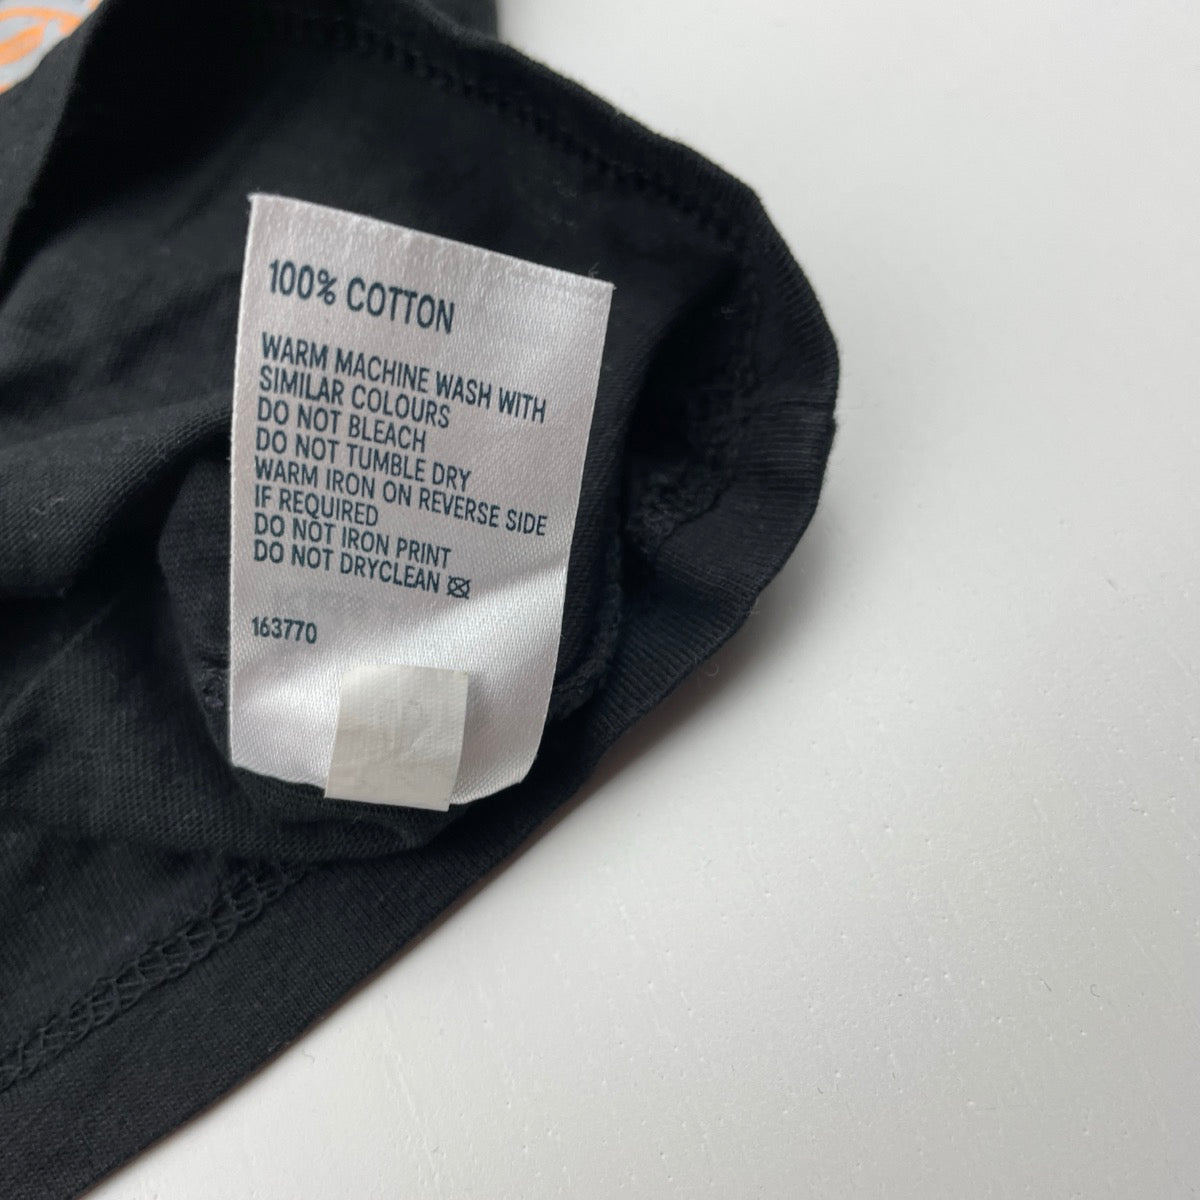 100% COTTON
WARM MACHINE WASH WITH
SIMILAR COLOURS
DO NOT BLEACH
DO NOT TUMBLE DRY
WARM IRON ON REVERSE SIDE
IF REQUIRED
DO NOT IRON PRINT
DO NOT DRYCLEAN
163770